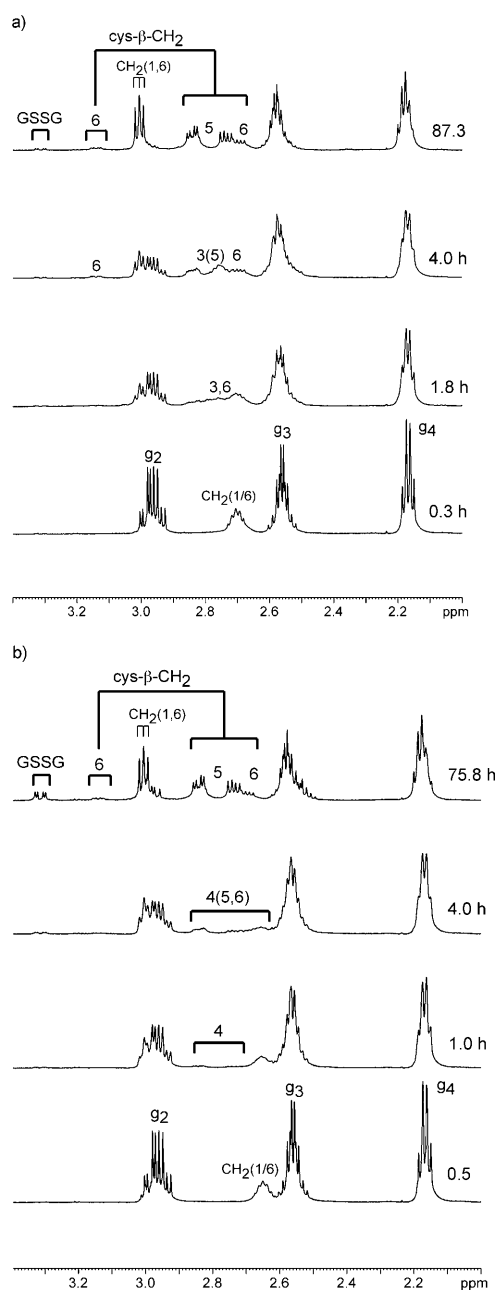 a)
cys-β-CH2
CH2(1,6)
GSSG 6 5 6 87.3
6 3(5) 6 4.0 h
3,6 1.8 h
g2 CH2(1/6) g3 g4 0.3 h
3.0 2.8 2.6 2.4 2.2 ppm
b)
cys-β-CH2
CH2(1,6)
GSSG 6 5 6 75.8 h
4(5,6) 4.0 h
4 1.0 h
g2 CH2(1/6) g3 g4 0.5
3.2 3.0 2.8 2.6 2.4 2.2 ppm